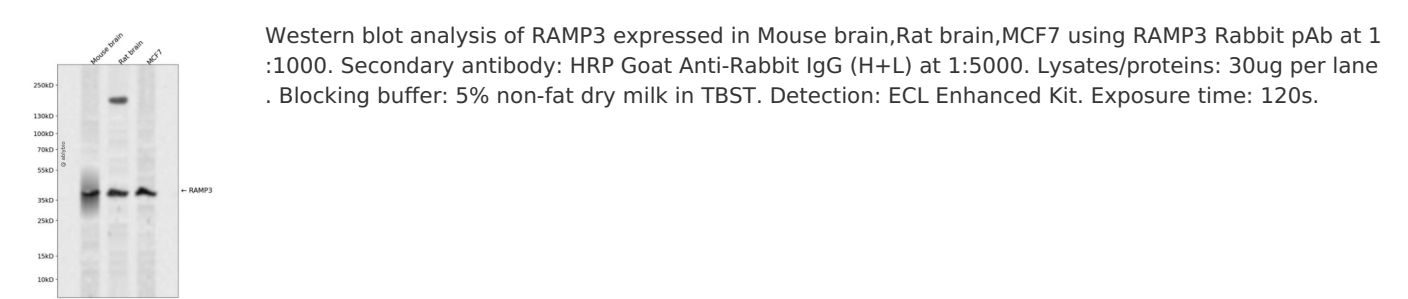 Mouse brain
Rat brain
MCF7
250kD
130kD
100kD
70kD
55kD
35kD
25kD
15kD
10kD
@ abkybio
← RAMP3
Western blot analysis of RAMP3 expressed in Mouse brain,Rat brain,MCF7 using RAMP3 Rabbit pAb at 1
:1000. Secondary antibody: HRP Goat Anti-Rabbit IgG (H+L) at 1:5000. Lysates/proteins: 30ug per lane
. Blocking buffer: 5% non-fat dry milk in TBST. Detection: ECL Enhanced Kit. Exposure time: 120s.